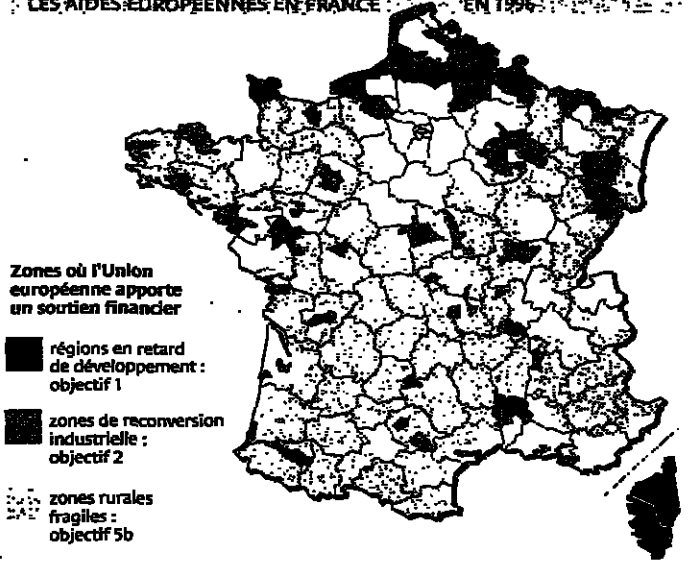 LES AIDES EUROPÉENNES EN FRANCE EN 1996
Zones où l'Union
européenne apporte
un soutien financier
régions en retard
de développement :
objectif 1
zones de reconversion
industrielle :
objectif 2
zones rurales
fragiles :
objectif 5b